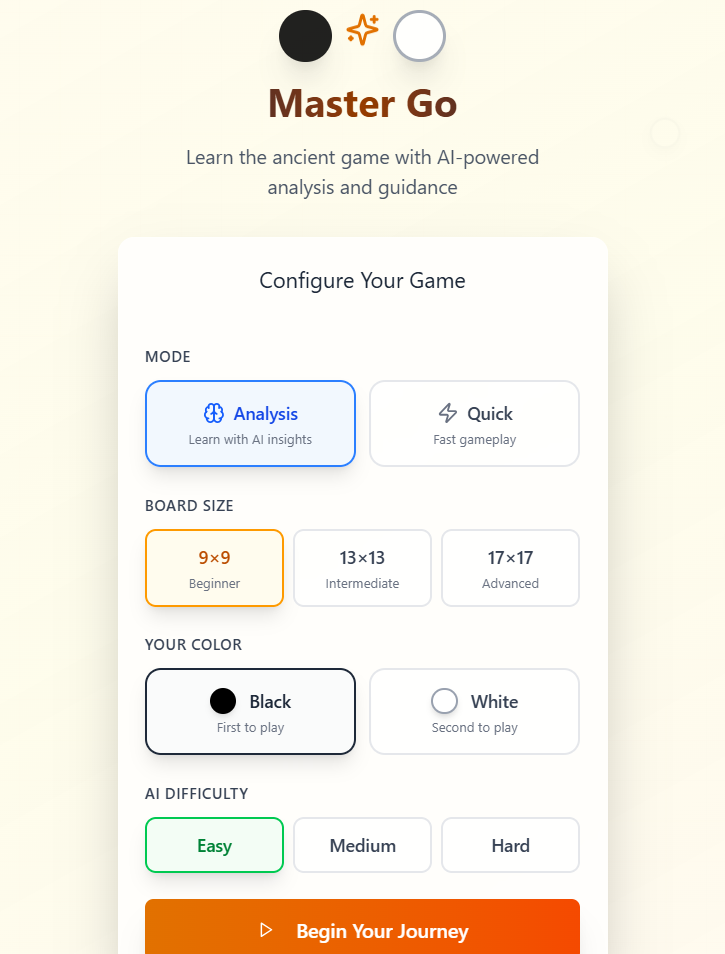 Master Go
Learn the ancient game with AI-powered
analysis and guidance
Configure Your Game
MODE
Analysis
Learn with AI insights
Quick
Fast gameplay
BOARD SIZE
9×9
Beginner
13×13
Intermediate
17×17
Advanced
YOUR COLOR
Black
First to play
White
Second to play
AI DIFFICULTY
Easy
Medium
Hard
Begin Your Journey